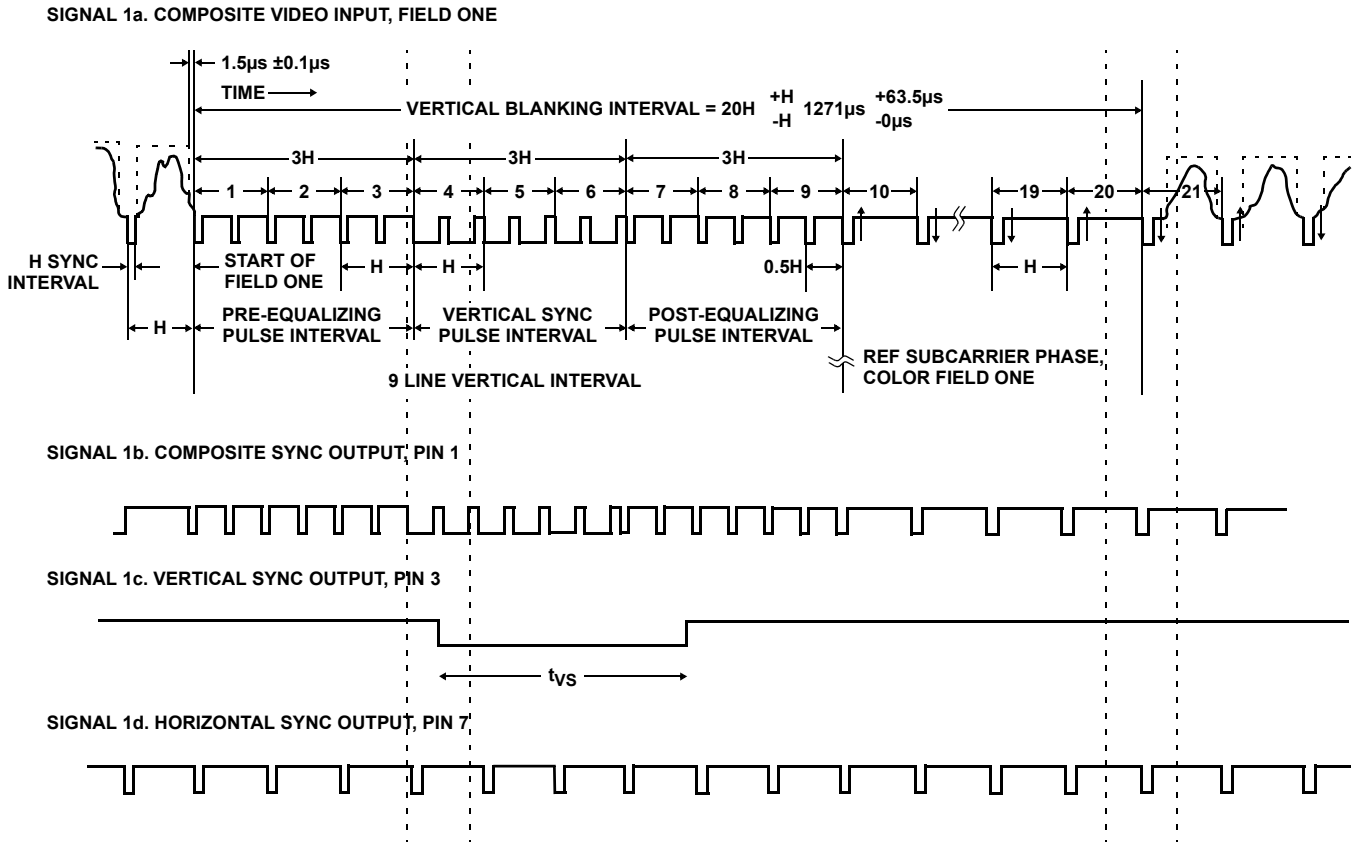 SIGNAL 1a. COMPOSITE VIDEO INPUT, FIELD ONE
1.5µs ±0.1µs
TIME
VERTICAL BLANKING INTERVAL = 20H +H -H 1271µs +63.5µs -0µs
3H 3H 3H
1 2 3 4 5 6 7 8 9 10 19 20 21
H SYNC
INTERVAL
START OF
FIELD ONE
H H 0.5H H
H
PRE-EQUALIZING
PULSE INTERVAL
VERTICAL SYNC
PULSE INTERVAL
POST-EQUALIZING
PULSE INTERVAL
REF SUBCARRIER PHASE,
COLOR FIELD ONE
9 LINE VERTICAL INTERVAL
SIGNAL 1b. COMPOSITE SYNC OUTPUT, PIN 1
SIGNAL 1c. VERTICAL SYNC OUTPUT, PIN 3
tVS
SIGNAL 1d. HORIZONTAL SYNC OUTPUT, PIN 7